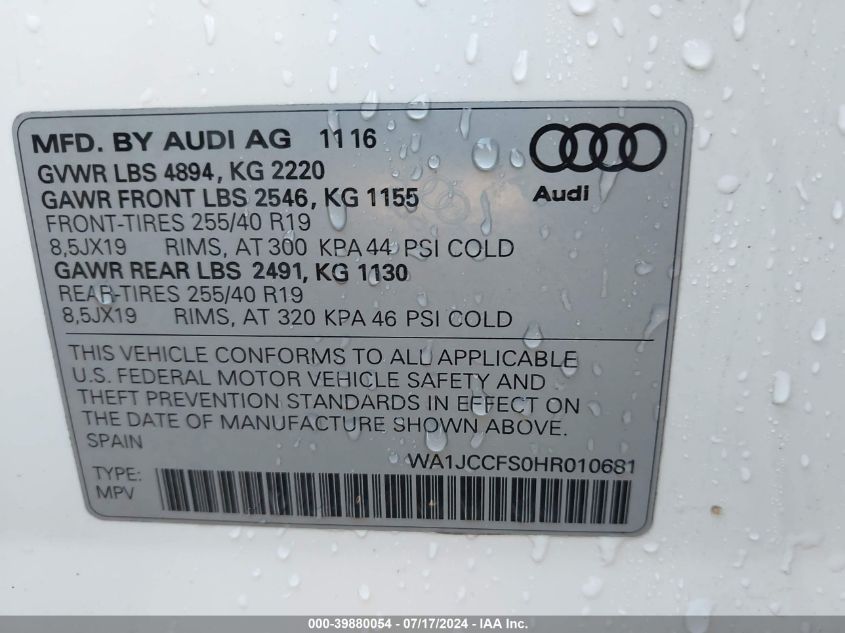 MFD. BY AUDI AG 11 16
GVWR LBS 4894, KG 2220
GAWR FRONT LBS 2546, KG 1155
FRONT-TIRES 255/40 R19
8,5JX19 RIMS, AT 300 KPA 44 PSI COLD
GAWR REAR LBS 2491, KG 1130
REAR-TIRES 255/40 R19
8,5JX19 RIMS, AT 320 KPA 46 PSI COLD
Audi
THIS VEHICLE CONFORMS TO ALL APPLICABLE
U.S. FEDERAL MOTOR VEHICLE SAFETY AND
THEFT PREVENTION STANDARDS IN EFFECT ON
THE DATE OF MANUFACTURE SHOWN ABOVE.
SPAIN
WA1JCCFS0HR010681
TYPE:
MPV
000-39880054 - 07/17/2024 - IAA Inc.